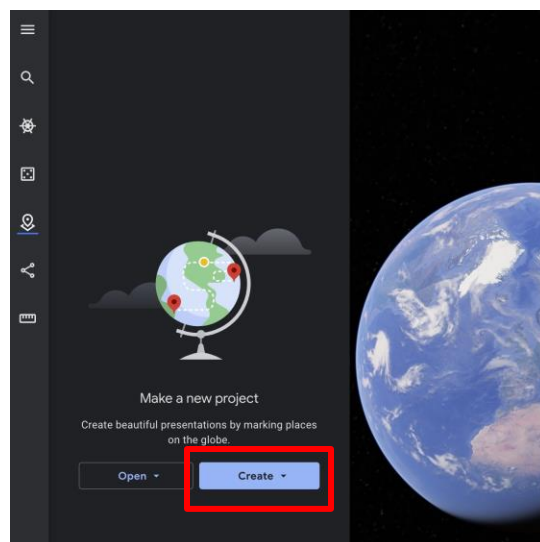 Make a new project
Create beautiful presentations by marking places
on the globe.
Open
Create